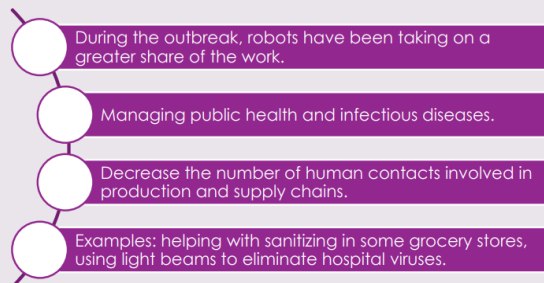 During the outbreak, robots have been taking on a
greater share of the work.
Managing public health and infectious diseases.
Decrease the number of human contacts involved in
production and supply chains.
Examples: helping with sanitizing in some grocery stores,
using light beams to eliminate hospital viruses.